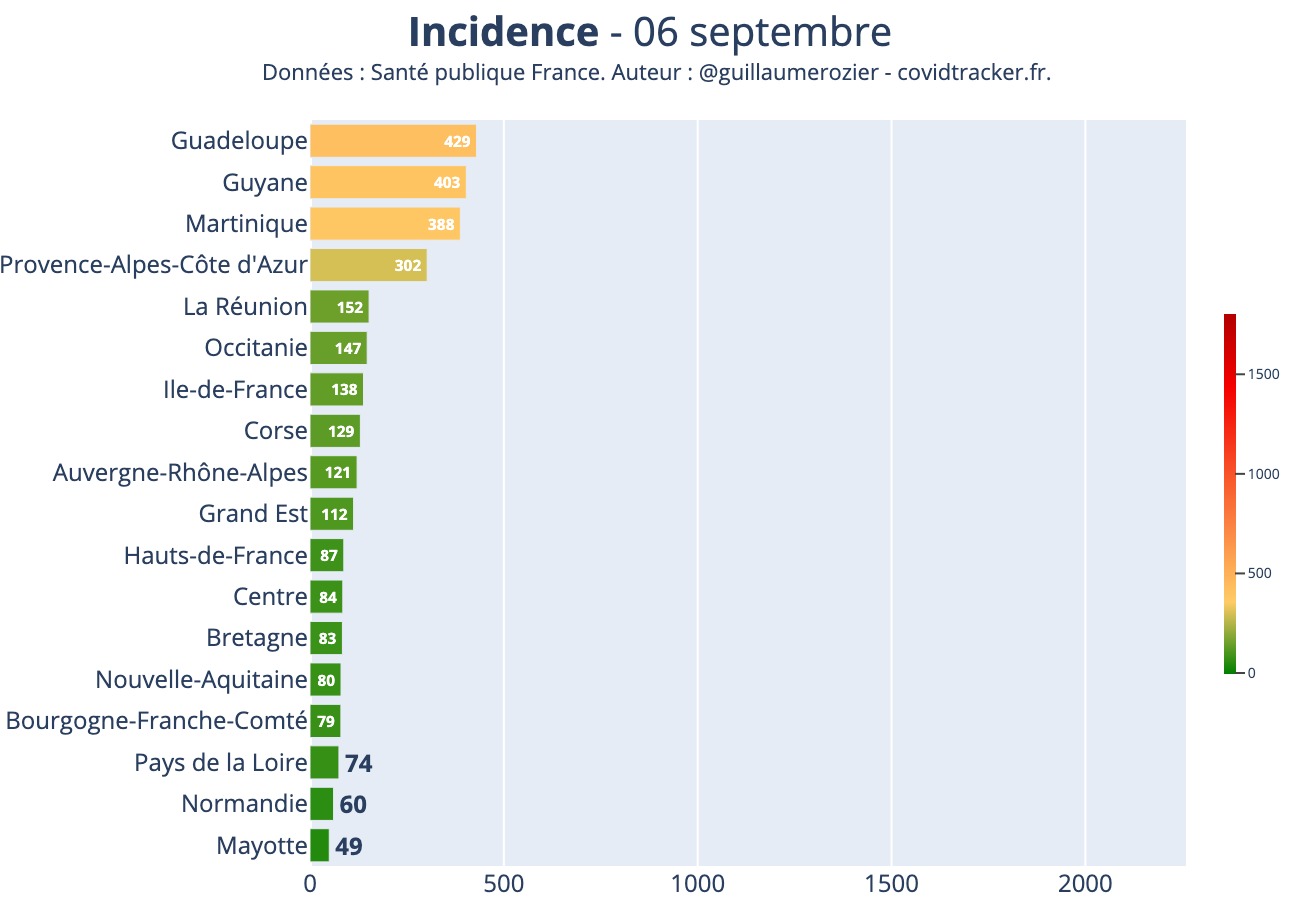 Incidence - 06 septembre
Données : Santé publique France. Auteur : @guillaumerozier - covidtracker.fr.
Guadeloupe 429
Guyane 403
Martinique 388
Provence-Alpes-Côte d'Azur 302
La Réunion 152
Occitanie 147
Ile-de-France 138
Corse 129
Auvergne-Rhône-Alpes 121
Grand Est 112
Hauts-de-France 87
Centre 84
Bretagne 83
Nouvelle-Aquitaine 80
Bourgogne-Franche-Comté 79
Pays de la Loire 74
Normandie 60
Mayotte 49
0 500 1000 1500 2000
1500
1000
500
0